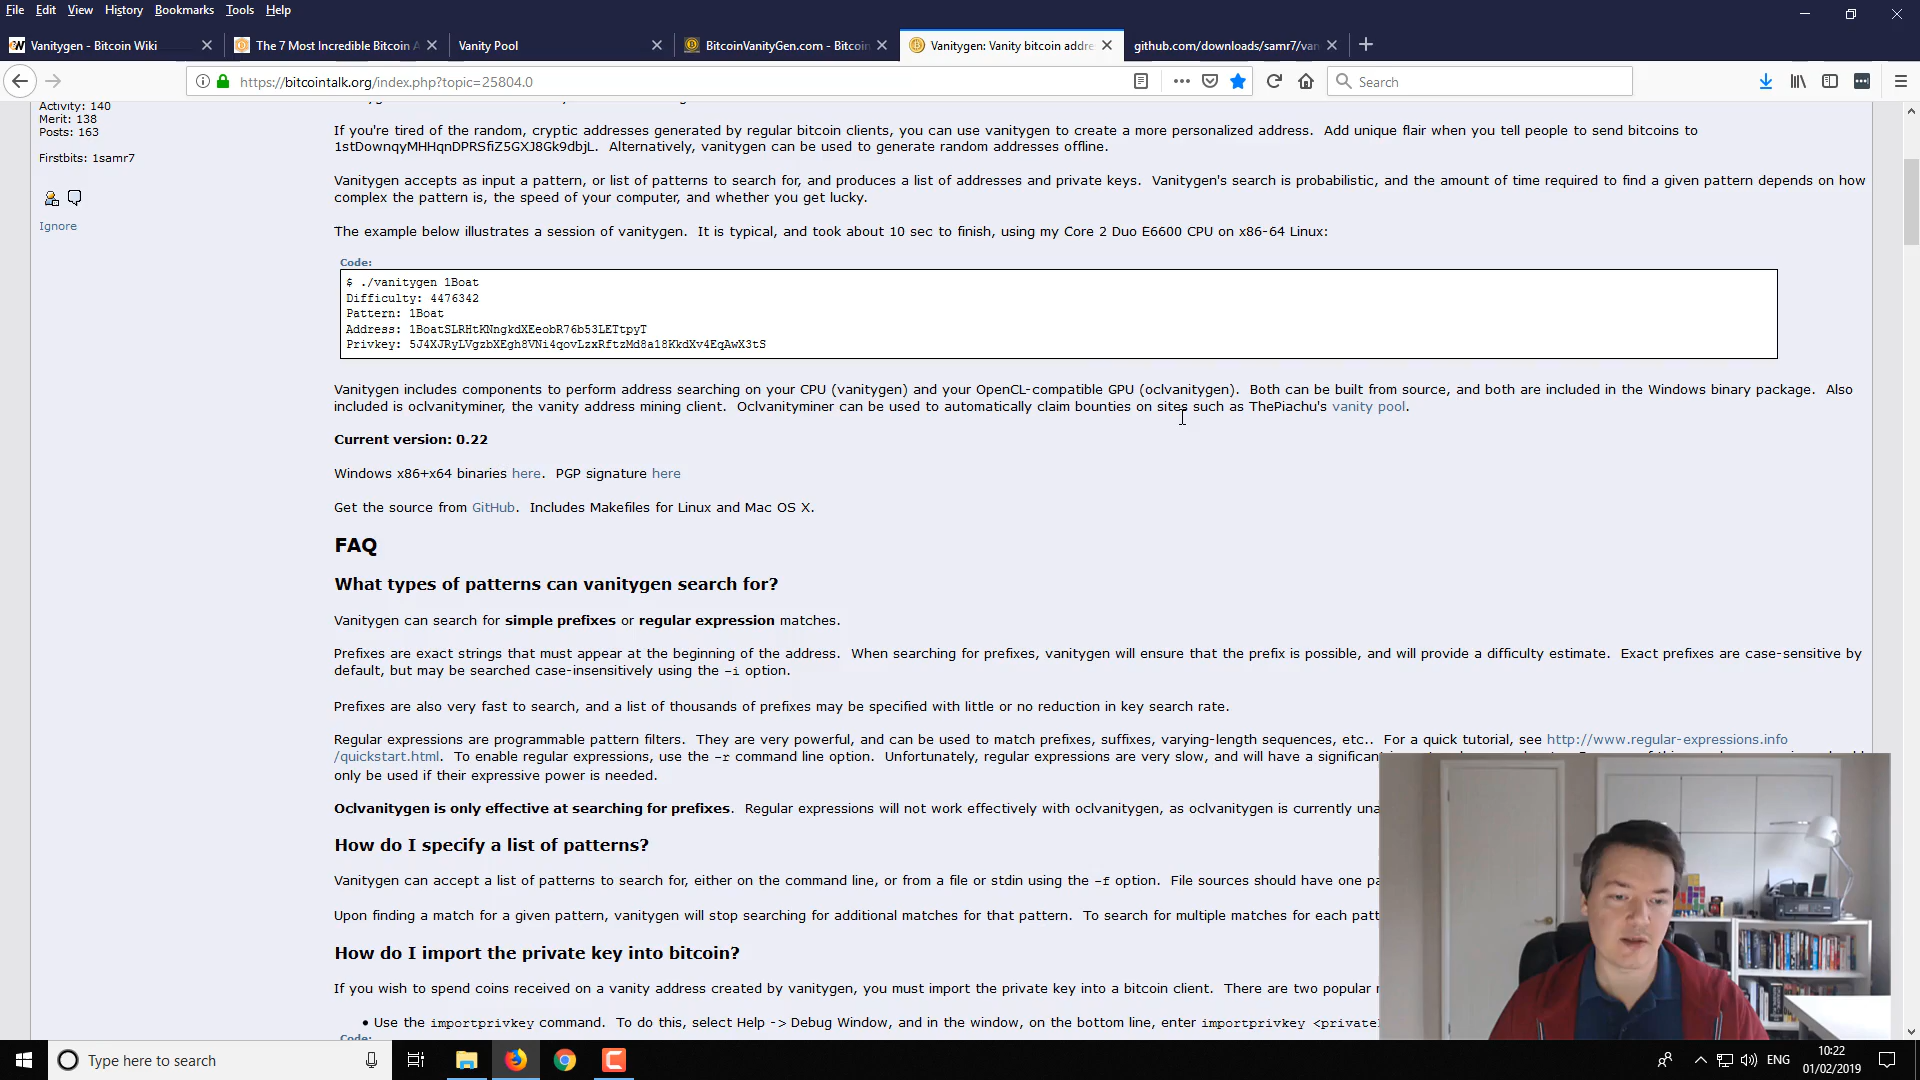 File Edit View History Bookmarks Tools Help
Vanitygen - Bitcoin Wiki
The 7 Most Incredible Bitcoin A
Vanity Pool
BitcoinVanityGen.com - Bitcoin
Vanitygen: Vanity bitcoin addre
github.com/downloads/samr7/van
https://bitcointalk.org/index.php?topic=25804.0
Search
Activity: 140
Merit: 138
Posts: 163
Firstbits: 1samr7
Ignore
If you're tired of the random, cryptic addresses generated by regular bitcoin clients, you can use vanitygen to create a more personalized address. Add unique flair when you tell people to send bitcoins to
1stDownqyMHHqnDPRSfiZ5GXJ8Gk9dbjL. Alternatively, vanitygen can be used to generate random addresses offline.
Vanitygen accepts as input a pattern, or list of patterns to search for, and produces a list of addresses and private keys. Vanitygen's search is probabilistic, and the amount of time required to find a given pattern depends on how
complex the pattern is, the speed of your computer, and whether you get lucky.
The example below illustrates a session of vanitygen. It is typical, and took about 10 sec to finish, using my Core 2 Duo E6600 CPU on x86-64 Linux:
Code:
$ ./vanitygen 1Boat
Difficulty: 4476342
Pattern: 1Boat
Address: 1BoatSLRHtKNngkdXEeobR76b53LETtpyT
Privkey: 5J4XJRyLVgzbXEgh8VNi4qovLzxRftzMd8a18KkdXv4EqAwX3tS
Vanitygen includes components to perform address searching on your CPU (vanitygen) and your OpenCL-compatible GPU (oclvanitygen). Both can be built from source, and both are included in the Windows binary package. Also
included is oclvanityminer, the vanity address mining client. Oclvanityminer can be used to automatically claim bounties on sites such as ThePiachu's vanity pool.
Current version: 0.22
Windows x86+x64 binaries here. PGP signature here
Get the source from GitHub. Includes Makefiles for Linux and Mac OS X.
FAQ
What types of patterns can vanitygen search for?
Vanitygen can search for simple prefixes or regular expression matches.
Prefixes are exact strings that must appear at the beginning of the address. When searching for prefixes, vanitygen will ensure that the prefix is possible, and will provide a difficulty estimate. Exact prefixes are case-sensitive by
default, but may be searched case-insensitively using the -i option.
Prefixes are also very fast to search, and a list of thousands of prefixes may be specified with little or no reduction in key search rate.
Regular expressions are programmable pattern filters. They are very powerful, and can be used to match prefixes, suffixes, varying-length sequences, etc.. For a quick tutorial, see http://www.regular-expressions.info
/quickstart.html. To enable regular expressions, use the -r command line option. Unfortunately, regular expressions are very slow, and will have a significan
only be used if their expressive power is needed.
Oclvanitygen is only effective at searching for prefixes. Regular expressions will not work effectively with oclvanitygen, as oclvanitygen is currently una
How do I specify a list of patterns?
Vanitygen can accept a list of patterns to search for, either on the command line, or from a file or stdin using the -f option. File sources should have one pa
Upon finding a match for a given pattern, vanitygen will stop searching for additional matches for that pattern. To search for multiple matches for each patt
How do I import the private key into bitcoin?
If you wish to spend coins received on a vanity address created by vanitygen, you must import the private key into a bitcoin client. There are two popular
• Use the importprivkey command. To do this, select Help -> Debug Window, and in the window, on the bottom line, enter importprivkey <privatek
Code:
Type here to search
ENG
10:22
01/02/2019